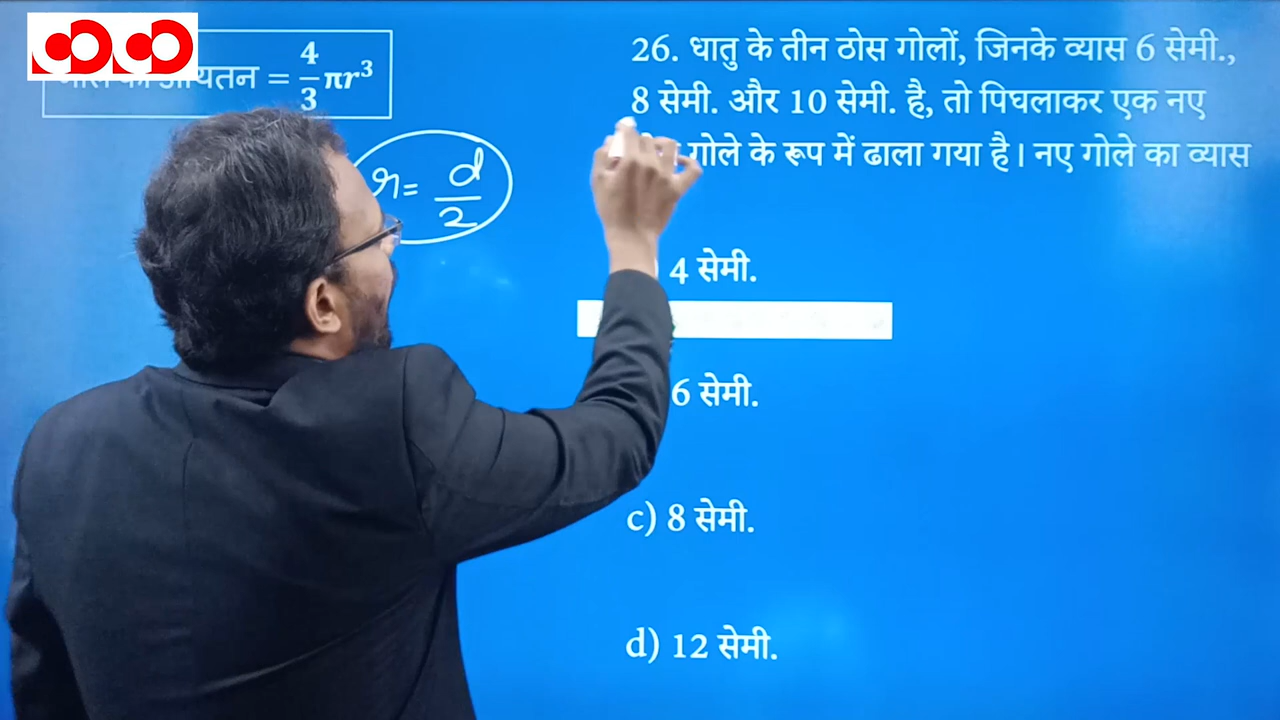 आयतन = 4/3 πr³
r = d/2
26. धातु के तीन ठोस गोलों, जिनके व्यास 6 सेमी.,
8 सेमी. और 10 सेमी. है, तो पिघलाकर एक नए
गोले के रूप में ढाला गया है। नए गोले का व्यास
4 सेमी.
6 सेमी.
c) 8 सेमी.
d) 12 सेमी.